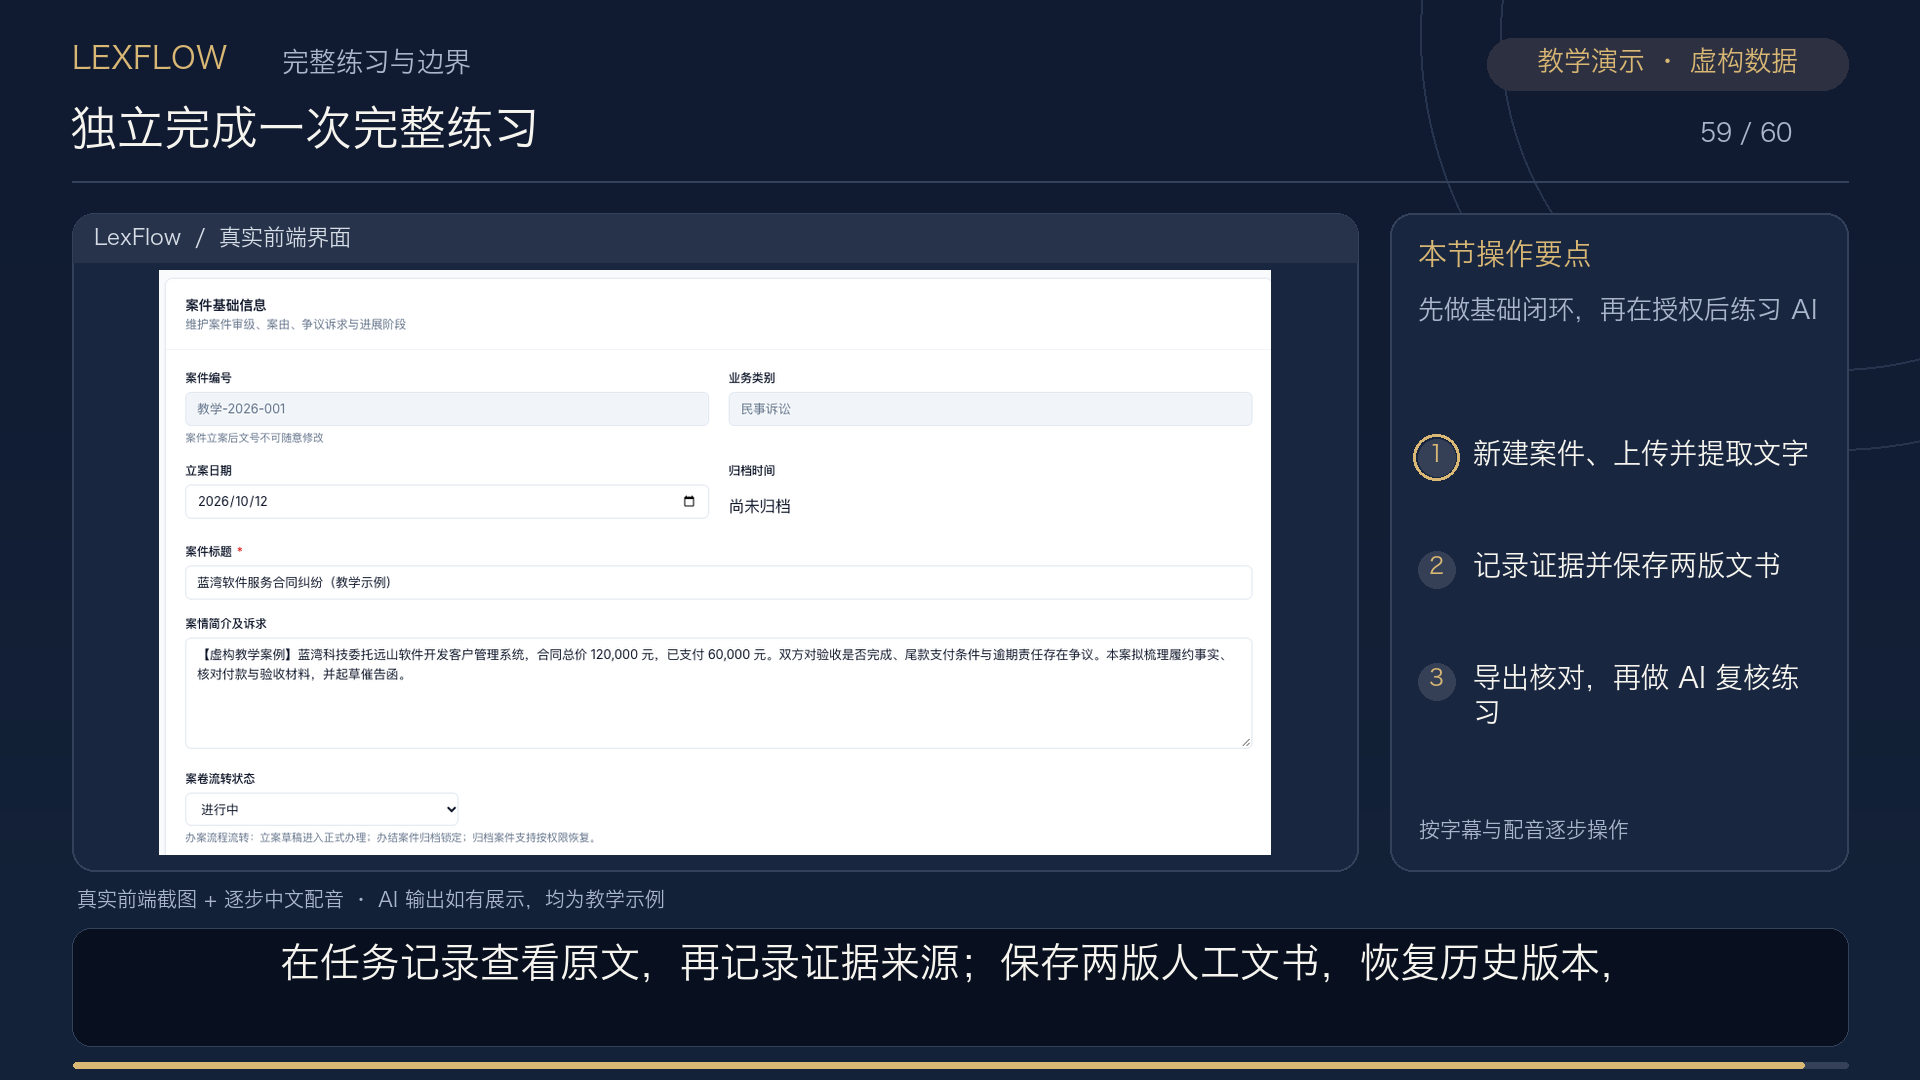 LEXFLOW 完整练习与边界
教学演示 · 虚构数据
独立完成一次完整练习
59 / 60
LexFlow / 真实前端界面
案件基础信息
维护案件审级、案由、争议诉求与进展阶段
案件编号
教学-2026-001
案件立案后文号不可随意修改
业务类别
民事诉讼
立案日期
2026/10/12
归档时间
尚未归档
案件标题 *
蓝湾软件服务合同纠纷（教学示例）
案情简介及诉求
【虚构教学案例】蓝湾科技委托远山软件开发客户管理系统，合同总价 120,000 元，已支付 60,000 元。双方对验收是否完成、尾款支付条件与逾期责任存在争议。本案拟梳理履约事实、
核对付款与验收材料，并起草催告函。
案卷流转状态
进行中
办案流程流转：立案草稿进入正式办理；办结案件归档锁定；归档案件支持按权限恢复。
本节操作要点
先做基础闭环，再在授权后练习 AI
1 新建案件、上传并提取文字
2 记录证据并保存两版文书
3 导出核对，再做 AI 复核练
习
按字幕与配音逐步操作
真实前端截图 + 逐步中文配音 · AI 输出如有展示，均为教学示例
在任务记录查看原文，再记录证据来源；保存两版人工文书，恢复历史版本，